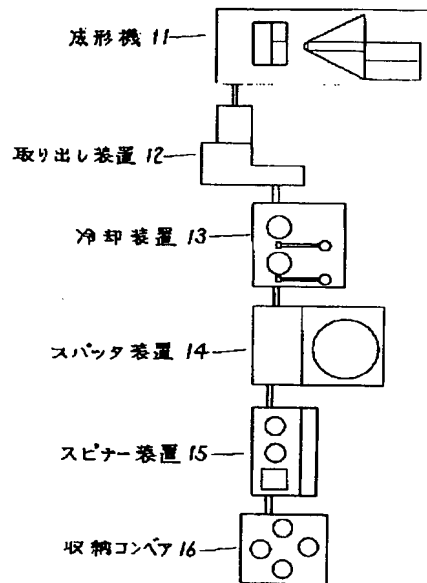 成形機 11
取り出し装置 12
冷却装置 13
スパッタ装置 14
スピナー装置 15
収納コンベア 16